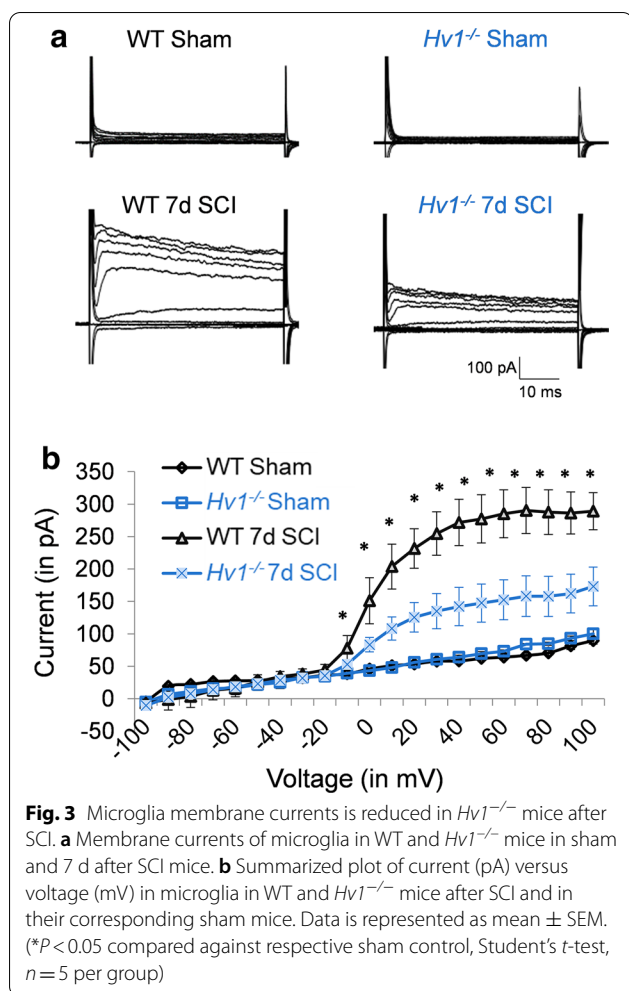 a
WT Sham
Hv1⁻/⁻ Sham
WT 7d SCI
Hv1⁻/⁻ 7d SCI
100 pA
10 ms
b
350
300
250
200
150
100
50
0
-50
Current (in pA)
WT Sham
Hv1⁻/⁻ Sham
WT 7d SCI
Hv1⁻/⁻ 7d SCI
* * * * * * * * * * *
-100
-80
-60
-40
-20
0
20
40
60
80
100
Voltage (in mV)
Fig. 3 Microglia membrane currents is reduced in Hv1⁻/⁻ mice after
SCI. a Membrane currents of microglia in WT and Hv1⁻/⁻ mice in sham
and 7 d after SCI mice. b Summarized plot of current (pA) versus
voltage (mV) in microglia in WT and Hv1⁻/⁻ mice after SCI and in
their corresponding sham mice. Data is represented as mean ± SEM.
(*P < 0.05 compared against respective sham control, Student's t-test,
n = 5 per group)